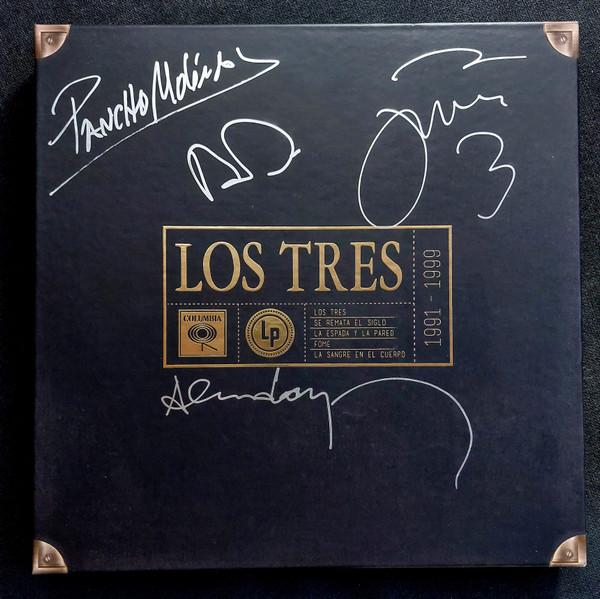 PANCHO Molina
3
LOS TRES
1991 - 1999
COLUMBIA
LP
LOS TRES
SE REMATA EL SIGLO
LA ESPADA Y LA PARED
FOME
LA SANGRE EN EL CUERPO